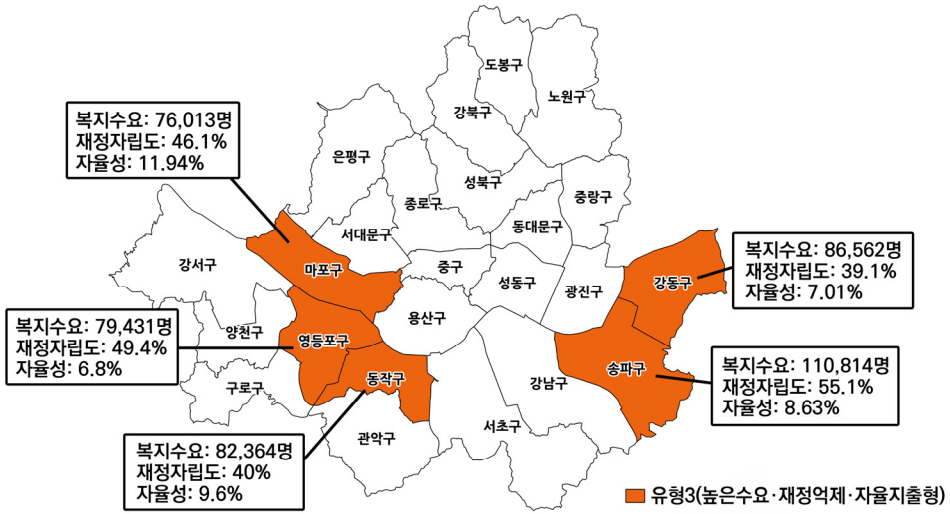 도봉구
노원구
강북구
복지수요: 76,013명
재정자립도: 46.1%
자율성: 11.94%
은평구
성북구
종로구
중랑구
동대문구
서대문구
강서구
마포구
중구
성동구
광진구
강동구
복지수요: 86,562명
재정자립도: 39.1%
자율성: 7.01%
용산구
복지수요: 79,431명
재정자립도: 49.4%
자율성: 6.8%
양천구
영등포구
구로구
동작구
강남구
송파구
복지수요: 110,814명
재정자립도: 55.1%
자율성: 8.63%
서초구
관악구
복지수요: 82,364명
재정자립도: 40%
자율성: 9.6%
유형3(높은수요·재정억제·자율지출형)